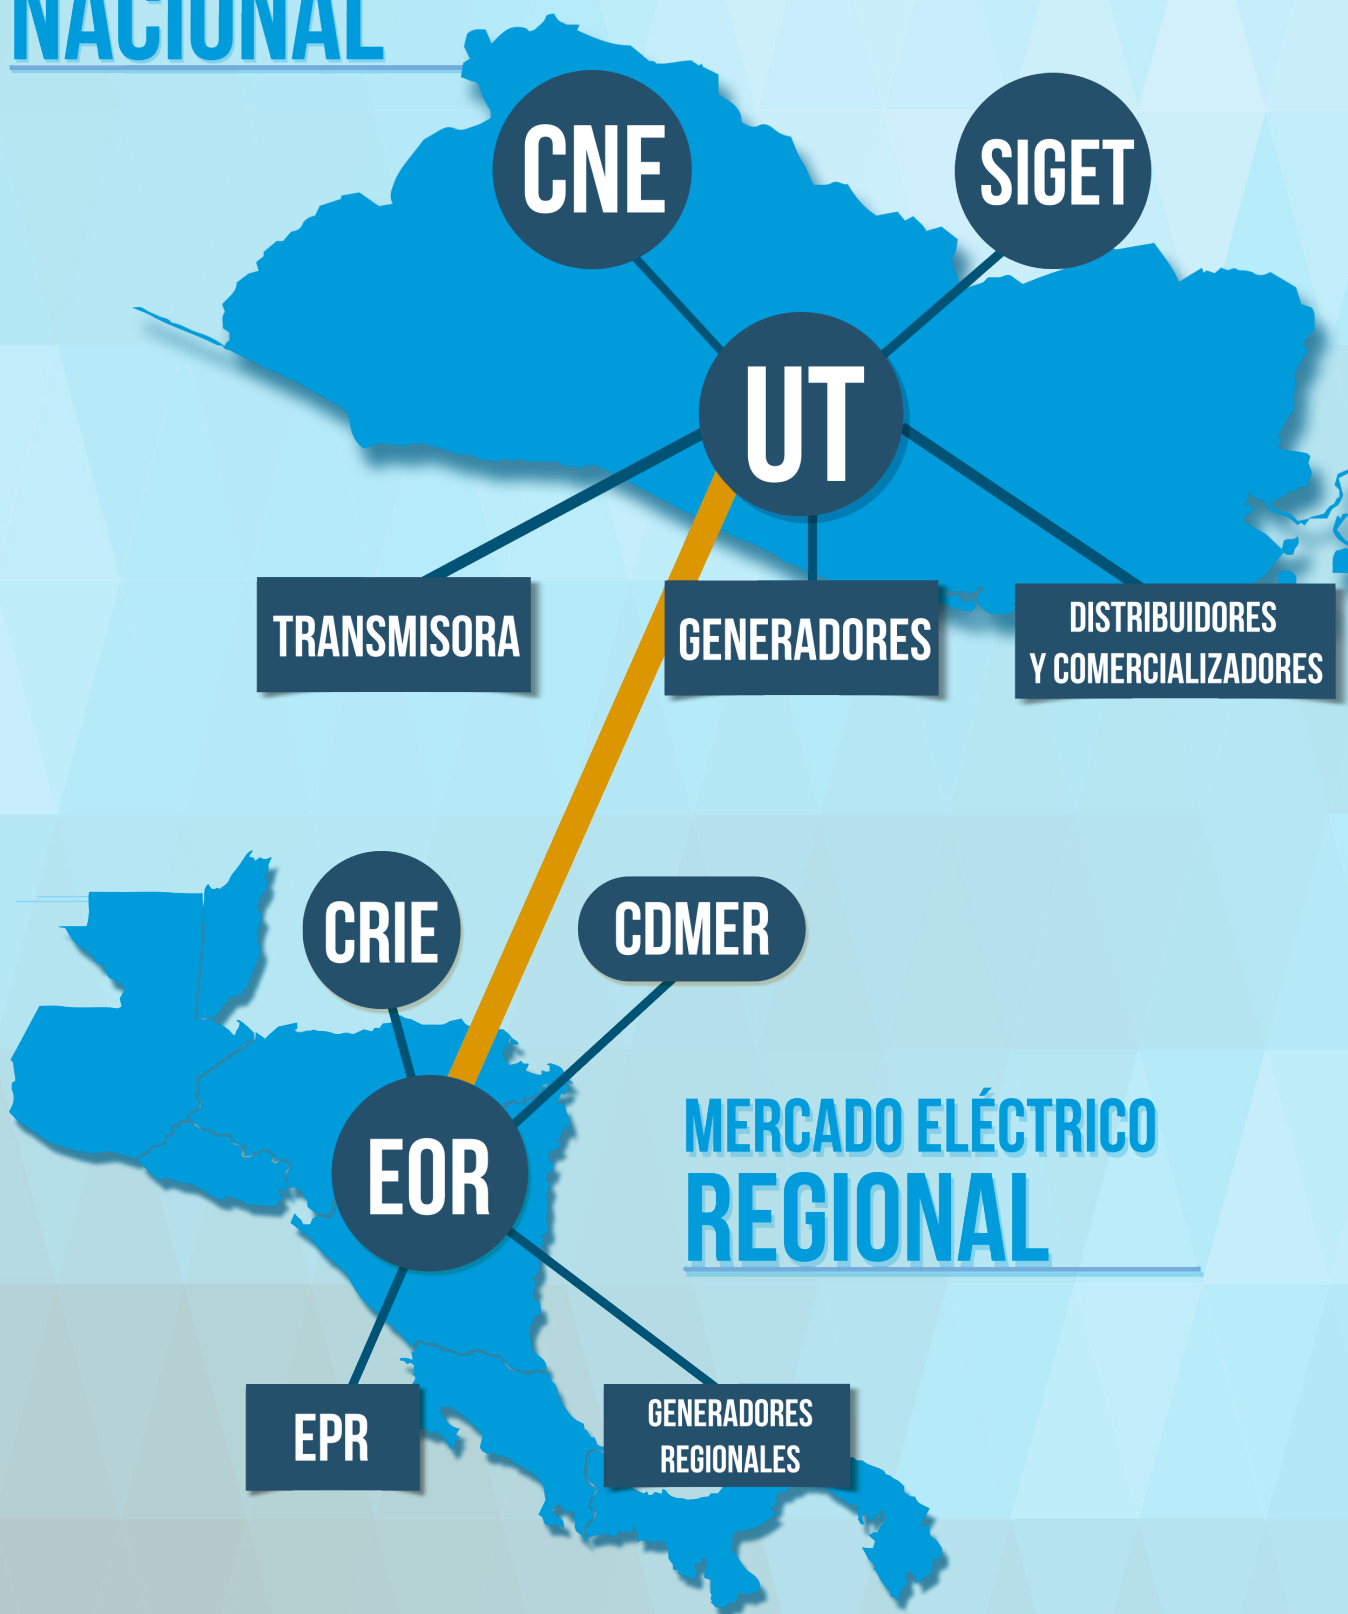 NACIONAL
CNE
SIGET
UT
TRANSMISORA
GENERADORES
DISTRIBUIDORES
Y COMERCIALIZADORES
CRIE
CDMER
EOR
MERCADO ELÉCTRICO
REGIONAL
EPR
GENERADORES
REGIONALES